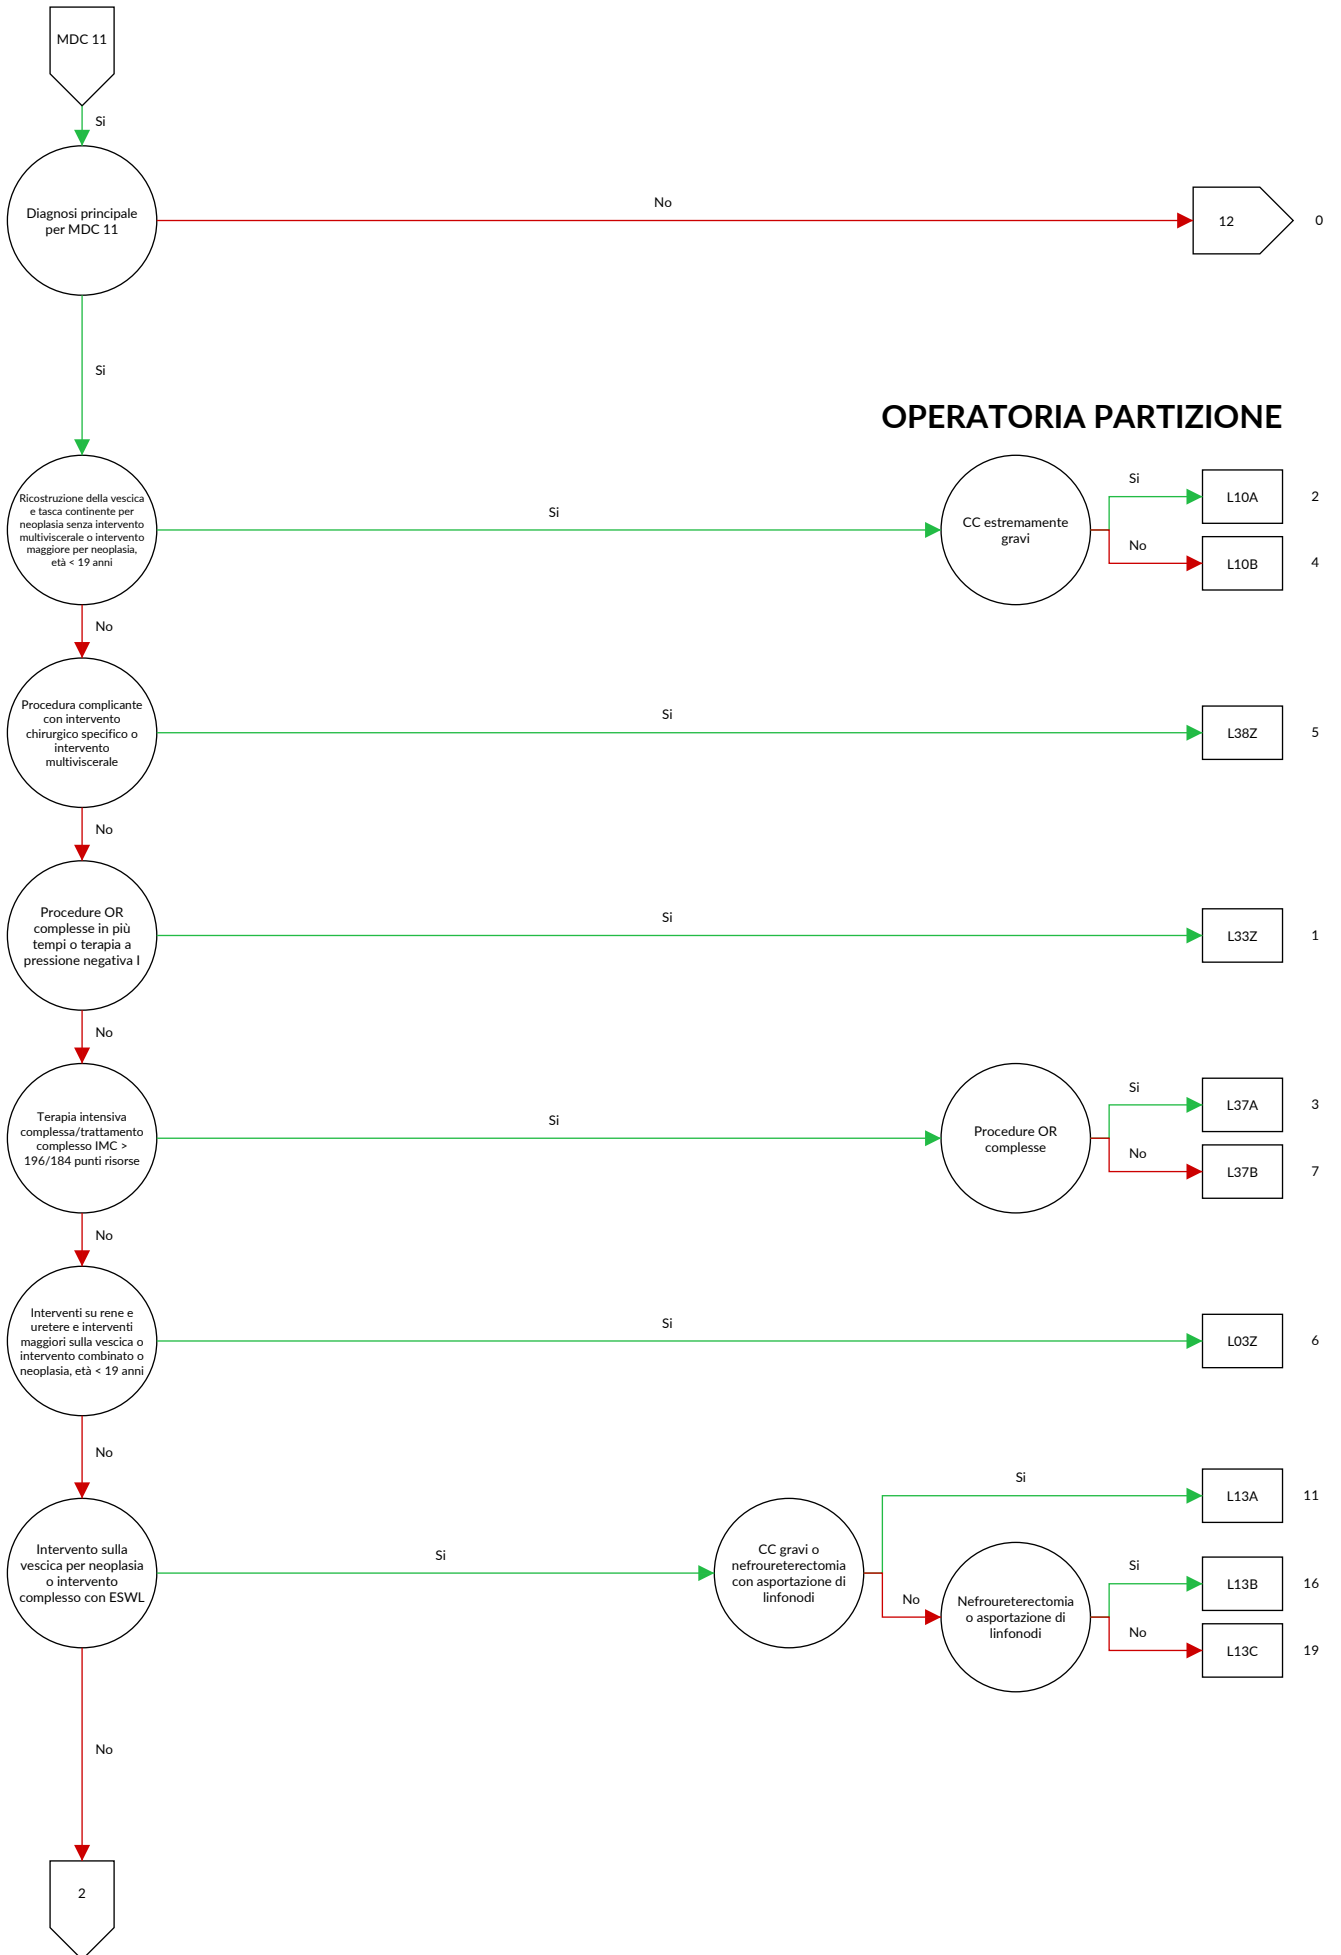 MDC 11
Si
Diagnosi principale
per MDC 11
No
12
0
Si
OPERATORIA PARTIZIONE
Ricostruzione della vescica
e tasca continente per
neoplasia senza intervento
multiviscerale o intervento
maggiore per neoplasia,
età < 19 anni
Si
CC estremamente
gravi
Si
L10A
2
No
L10B
4
No
Procedura complicante
con intervento
chirurgico specifico o
intervento
multiviscerale
Si
L38Z
5
No
Procedure OR
complesse in più
tempi o terapia a
pressione negativa I
Si
L33Z
1
No
Terapia intensiva
complessa/trattamento
complesso IMC >
196/184 punti risorse
Si
Procedure OR
complesse
Si
L37A
3
No
L37B
7
No
Interventi su rene e
uretere e interventi
maggiori sulla vescica o
intervento combinato o
neoplasia, età < 19 anni
Si
L03Z
6
No
Intervento sulla
vescica per neoplasia
o intervento
complesso con ESWL
Si
CC gravi o
nefroureterectomia
con asportazione di
linfonodi
Si
L13A
11
No
Nefroureterectomia
o asportazione di
linfonodi
Si
L13B
16
No
L13C
19
No
2